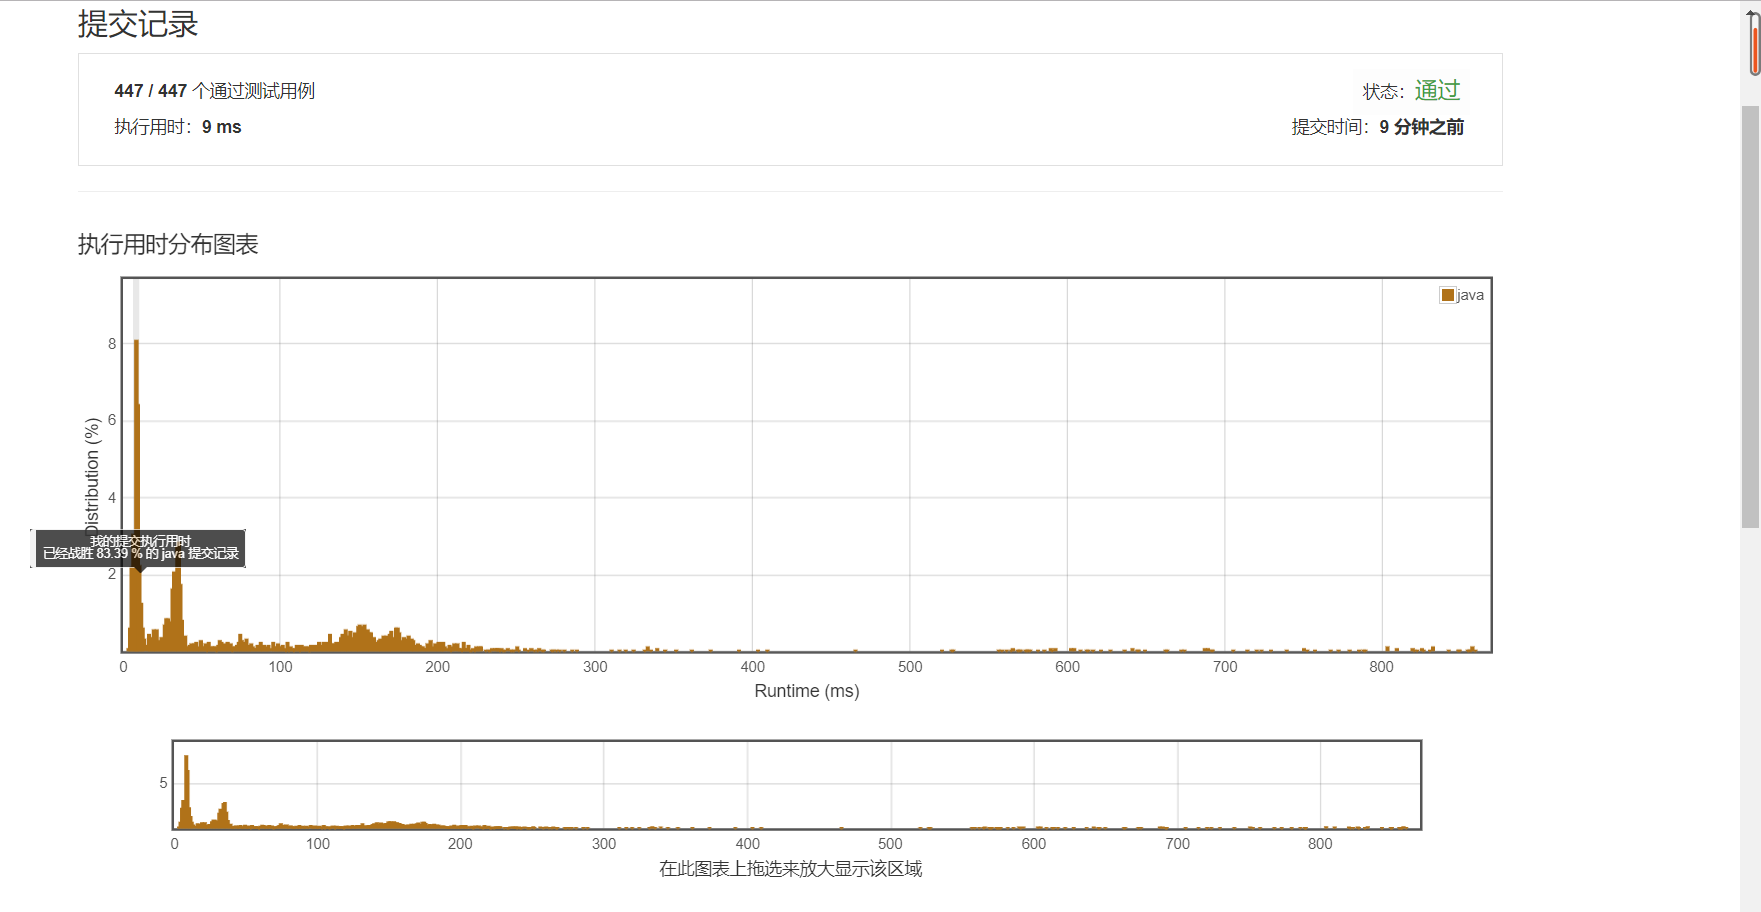 提交记录
447 / 447 个通过测试用例
状态：通过
执行用时：9 ms
提交时间：9 分钟之前
执行用时分布图表
java
8
6
4
2
Distribution (%)
我的提交执行用时
已经战胜 83.39 % 的 java 提交记录
0 100 200 300 400 500 600 700 800
Runtime (ms)
5
0 100 200 300 400 500 600 700 800
在此图表上拖选来放大显示该区域